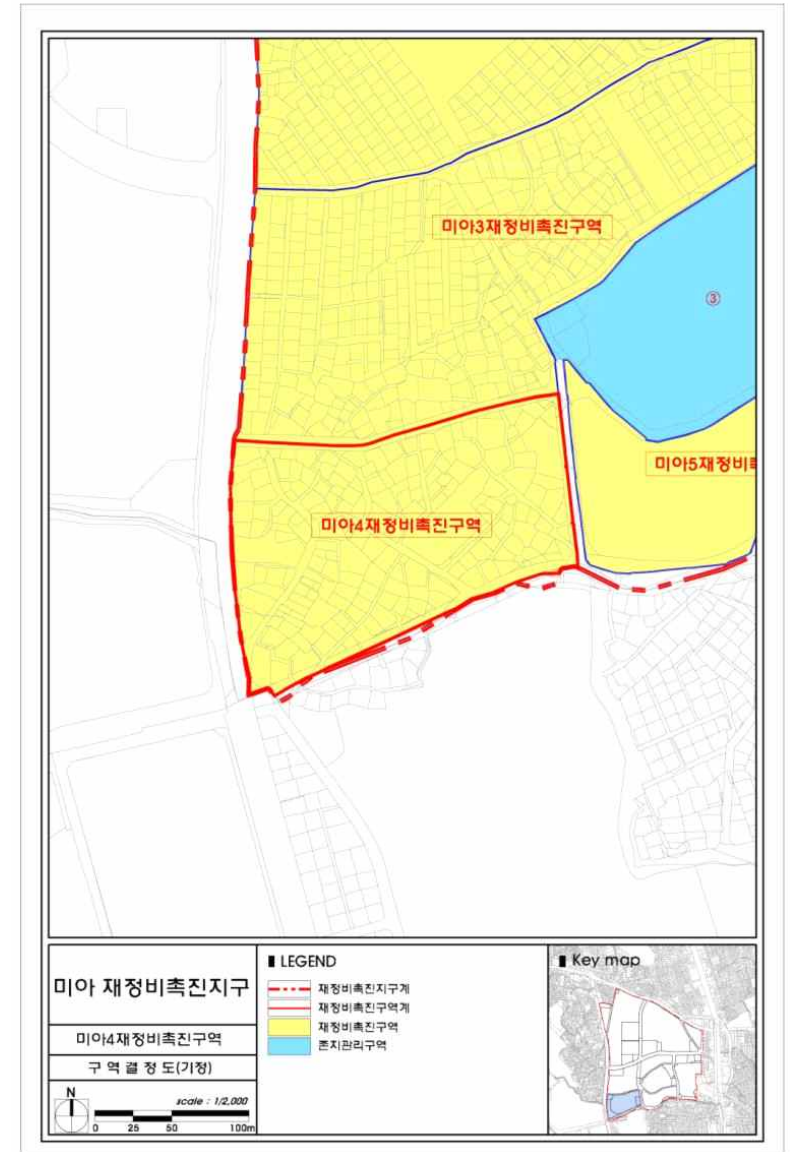 미아3재정비촉진구역
③
미아5재정비촉
미아4재정비촉진구역
미아 재정비촉진지구
미아4재정비촉진구역
구 역 결 정 도(기정)
N
scale : 1/2,000
0 25 50 100m
LEGEND
재정비촉진지구계
재정비촉진구역계
재정비촉진구역
존치관리구역
Key map